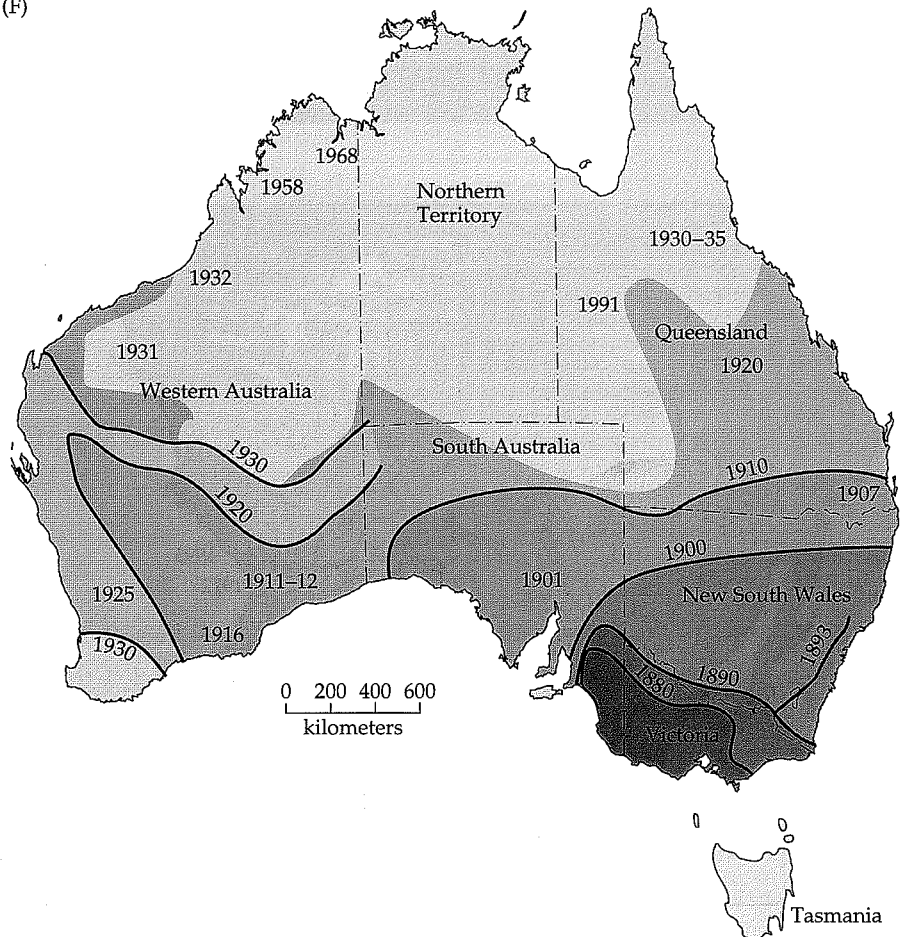 (F)
1968
1958
Northern
Territory
1930–35
1932
1991
Queensland
1931
1920
Western Australia
South Australia
1930
1910
1920
1907
1900
1911–12
1901
1925
New South Wales
1916
1893
1930
1890
1880
0 200 400 600
kilometers
Victoria
Tasmania